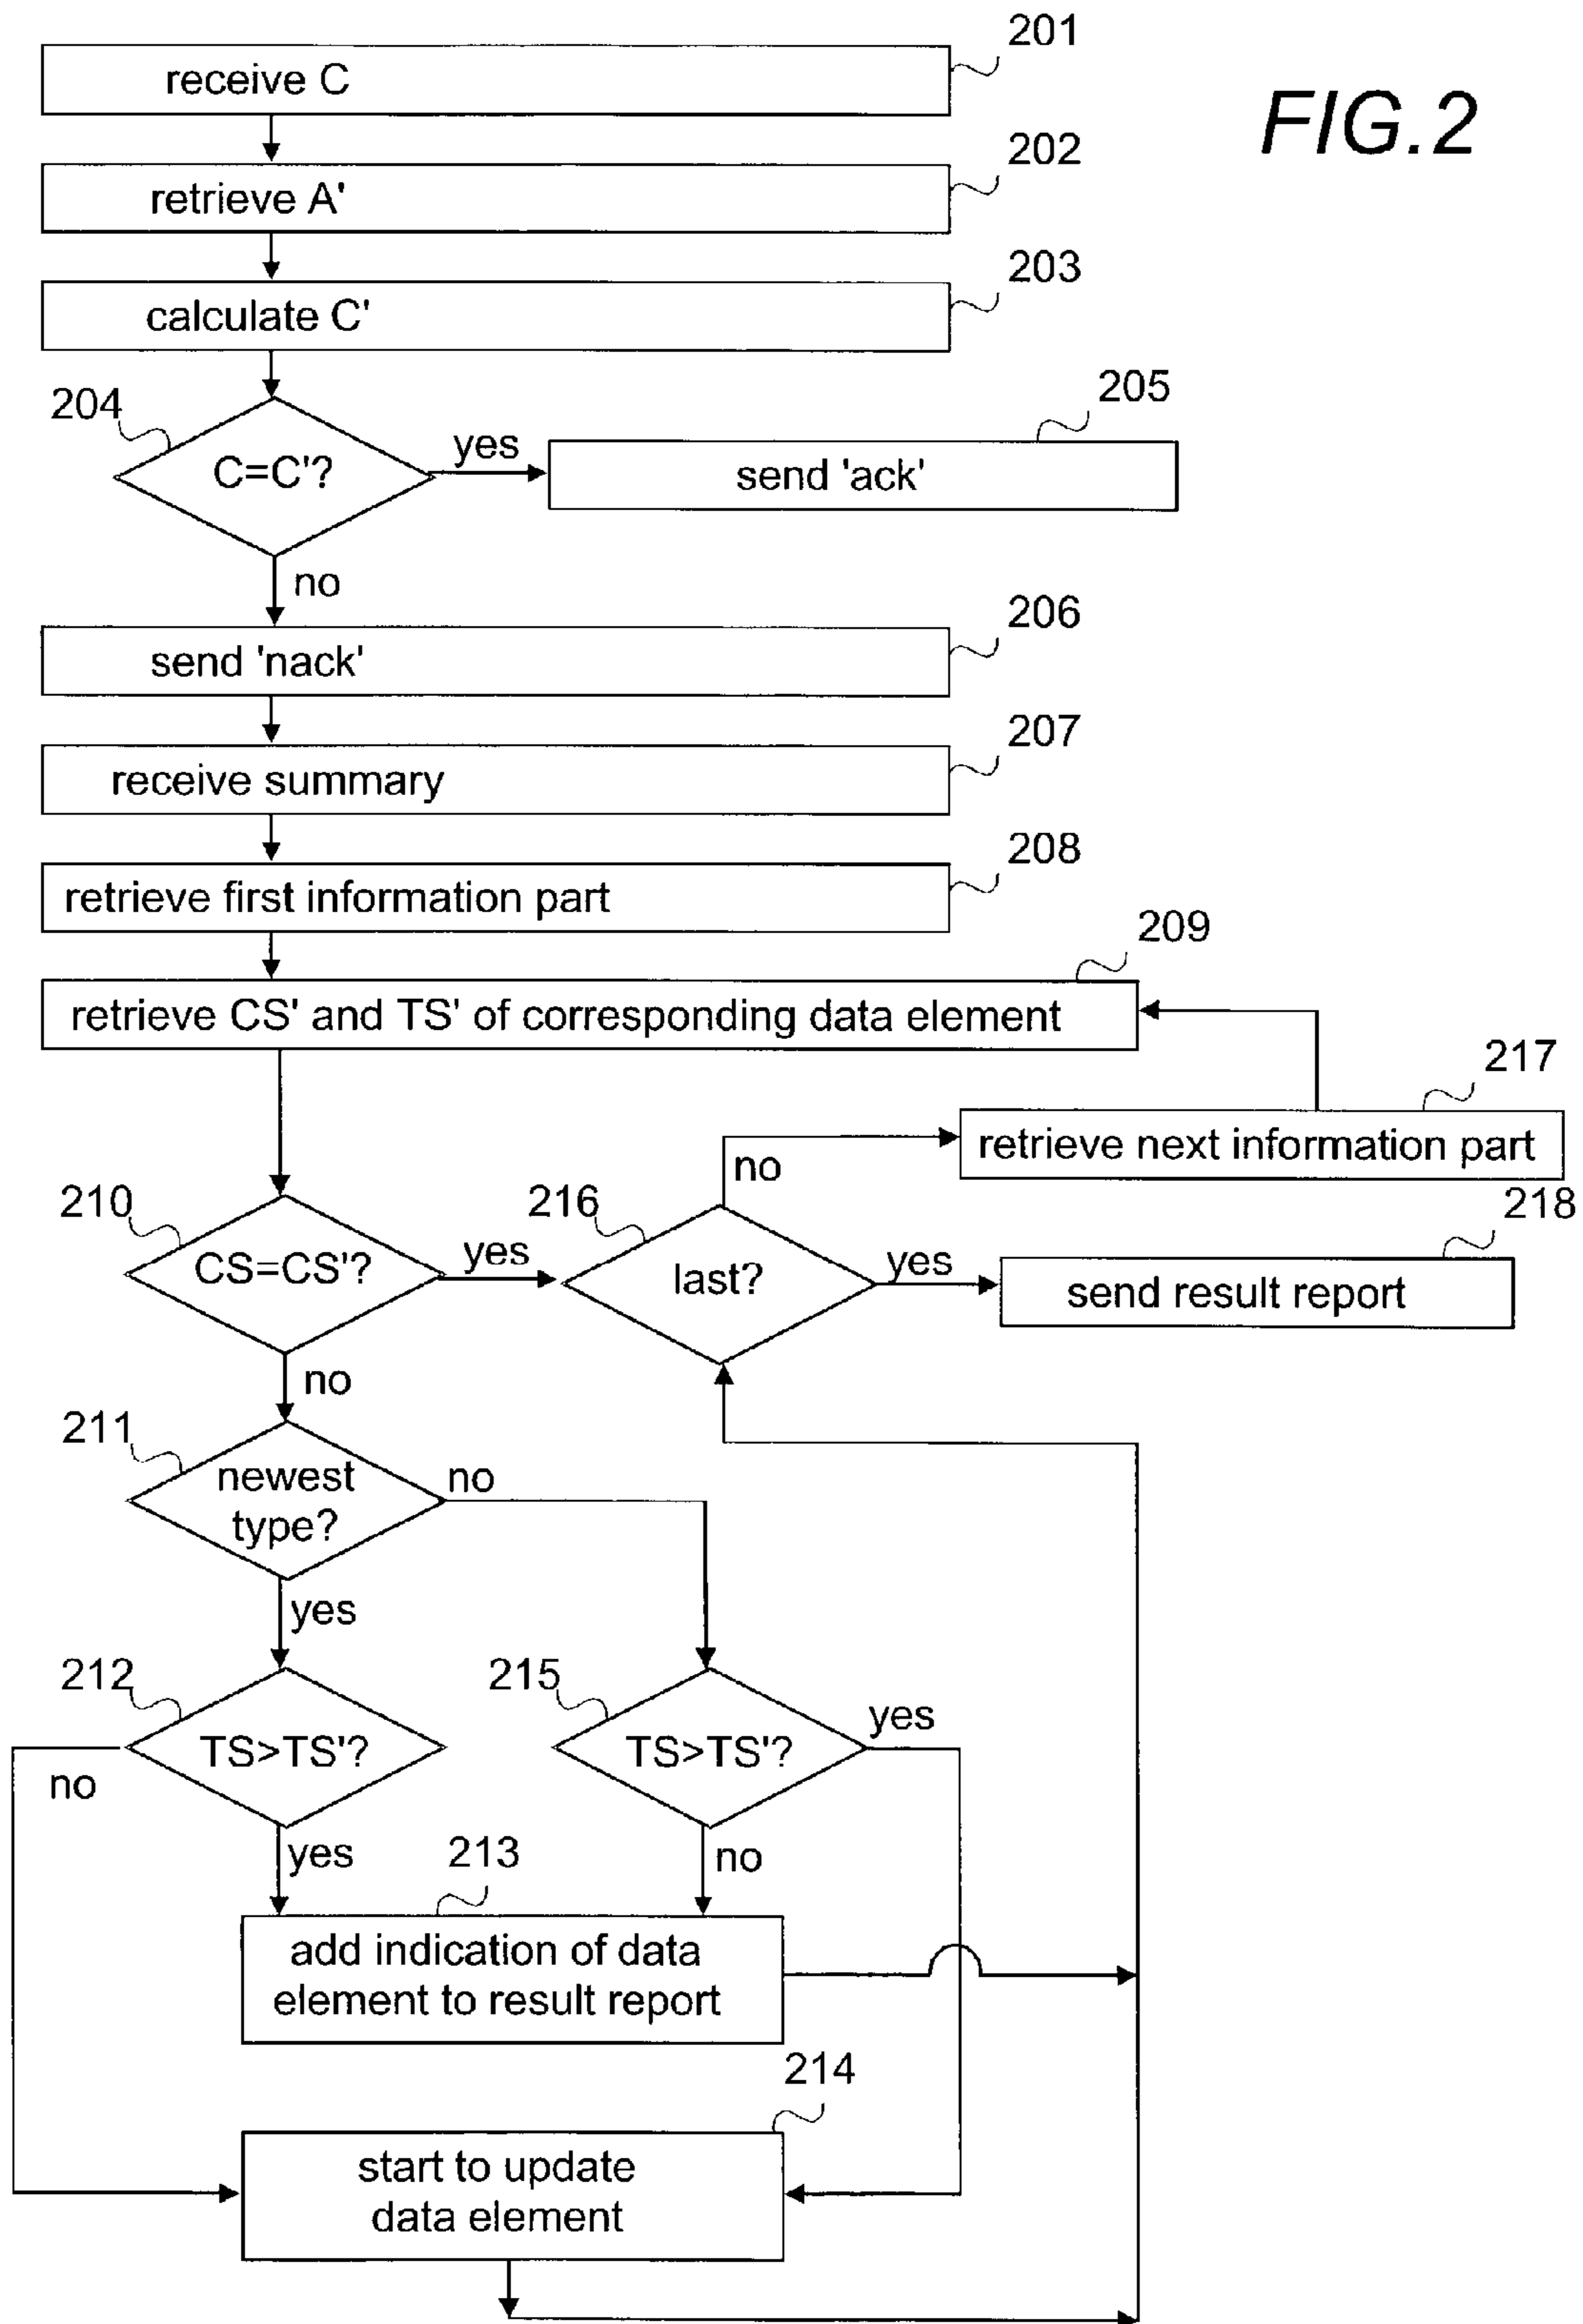 201
receive C
FIG.2
202
retrieve A'
203
calculate C'
204
205
C=C'?
yes
send 'ack'
no
206
send 'nack'
207
receive summary
208
retrieve first information part
209
retrieve CS' and TS' of corresponding data element
217
retrieve next information part
no
210
216
218
CS=CS'?
yes
last?
yes
send result report
no
211
newest
type?
no
yes
212
215
TS>TS'?
TS>TS'?
yes
no
yes
213
no
add indication of data
element to result report
214
start to update
data element